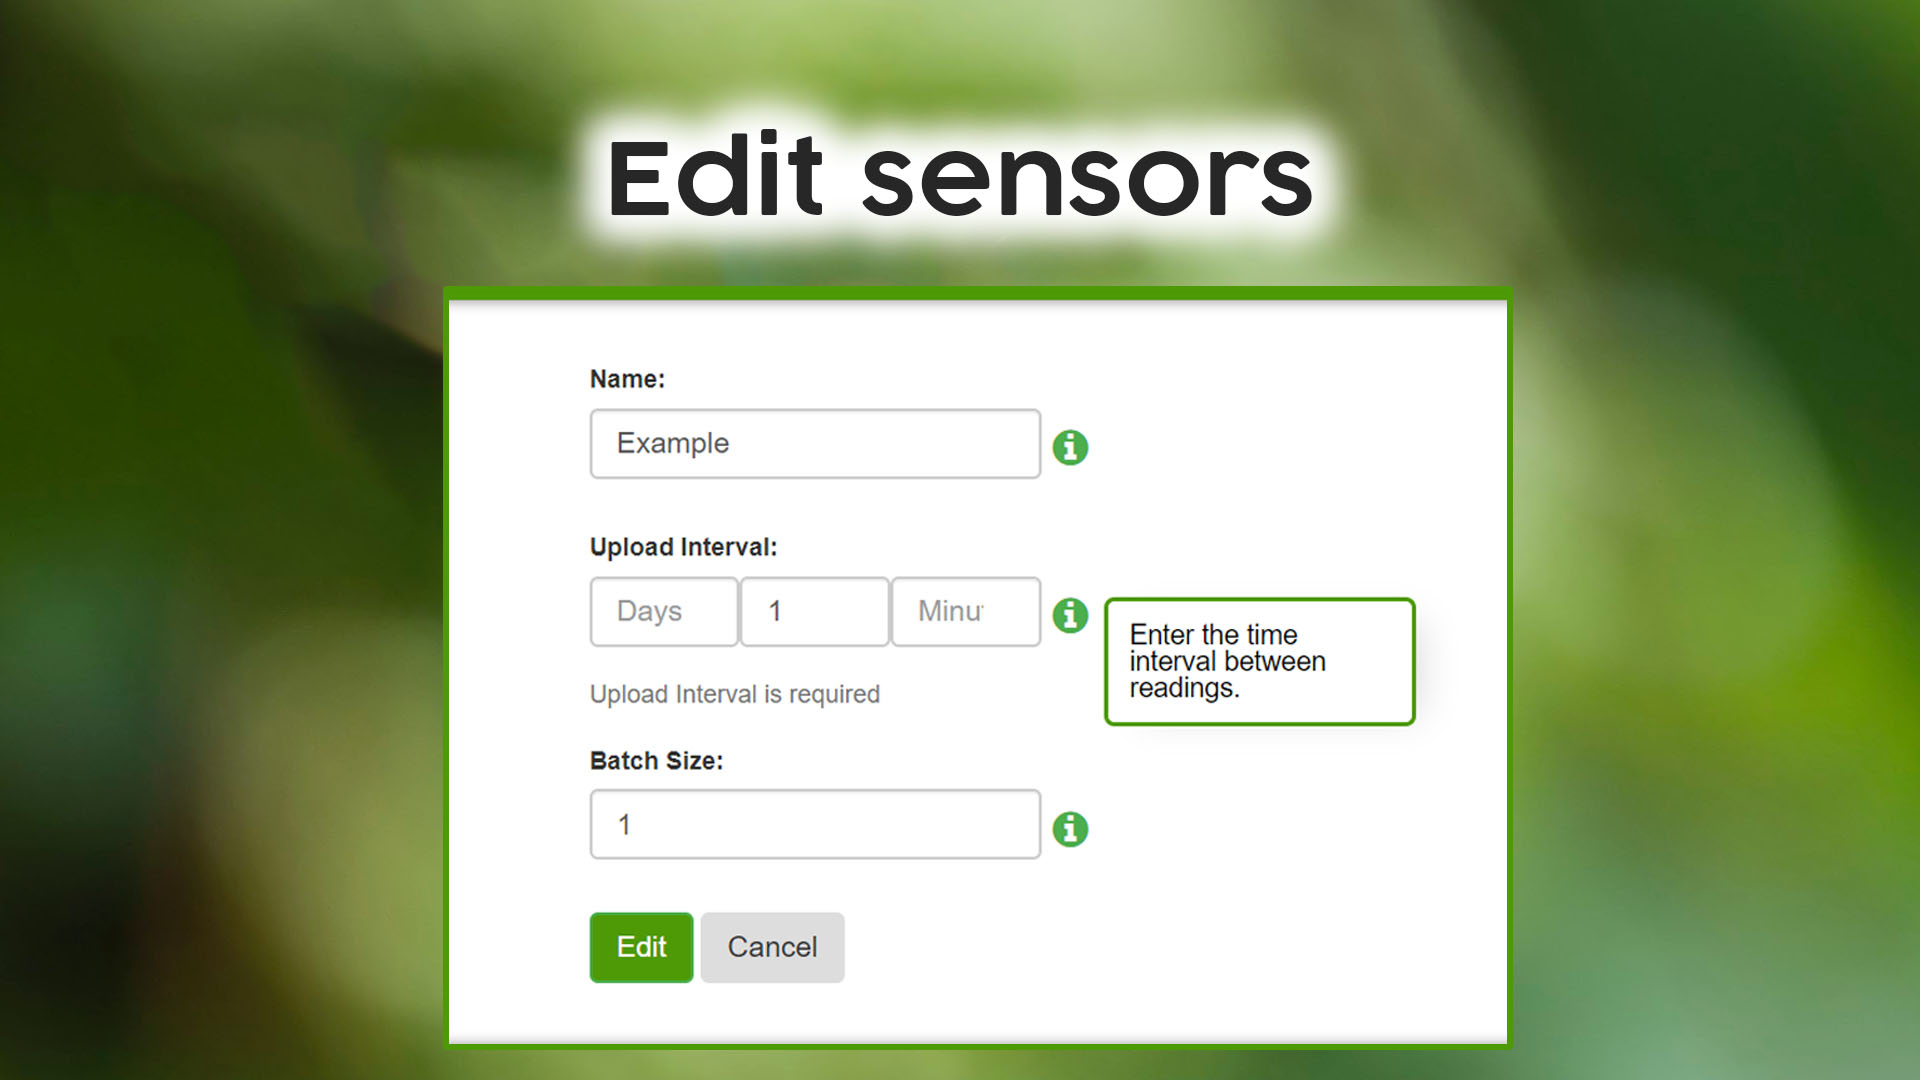 Edit sensors
Name:
Example
Upload Interval:
Days 1 Minu
Enter the time
interval between
readings.
Upload Interval is required
Batch Size:
1
Edit Cancel